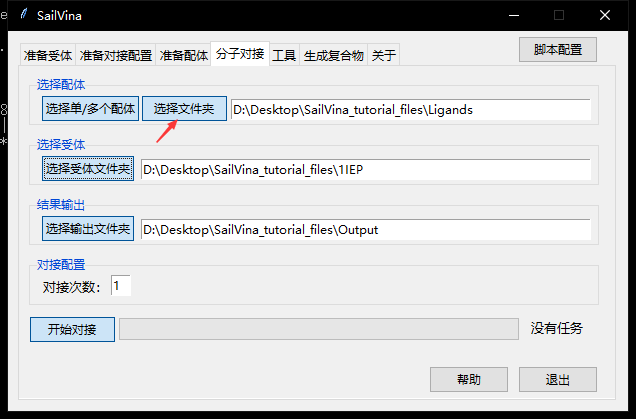 SailVina
准备受体 准备对接配置 准备配体 分子对接 工具 生成复合物 关于
脚本配置
选择配体
选择单/多个配体 选择文件夹 D:\Desktop\SailVina_tutorial_files\Ligands
选择受体
选择受体文件夹 D:\Desktop\SailVina_tutorial_files\1IEP
结果输出
选择输出文件夹 D:\Desktop\SailVina_tutorial_files\Output
对接配置
对接次数: 1
开始对接 没有任务
帮助 退出